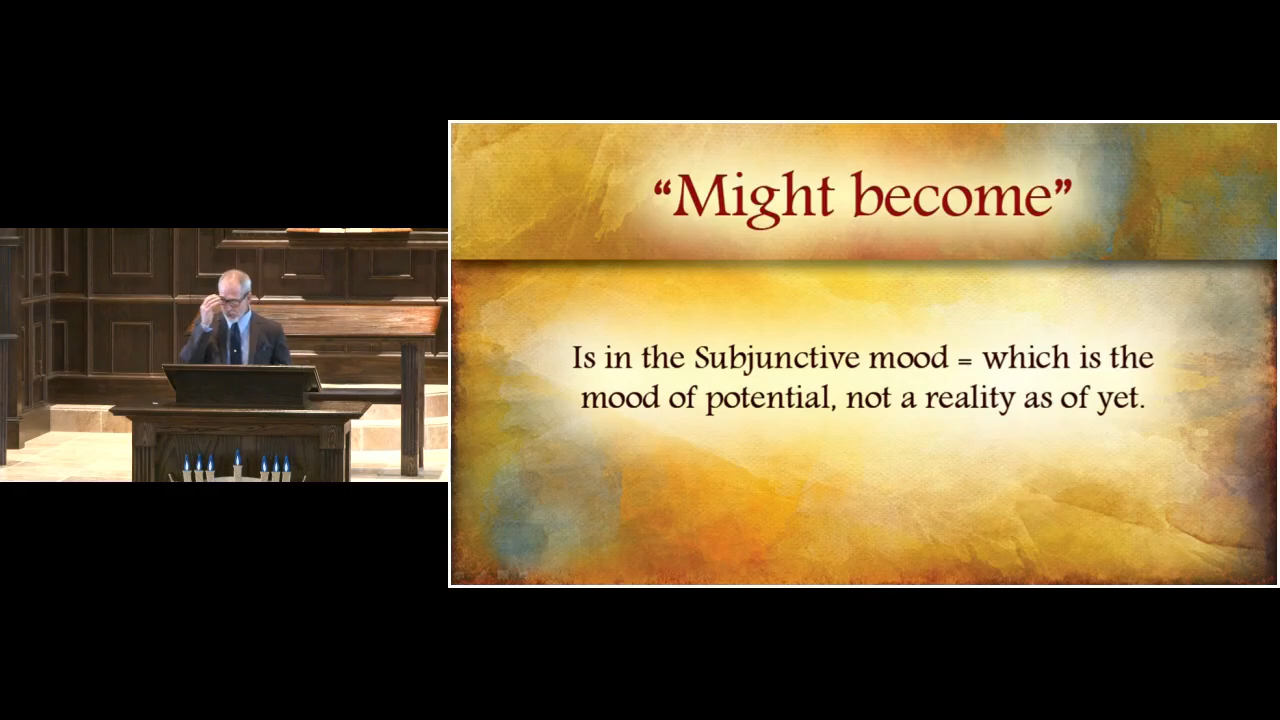 “Might become”
Is in the Subjunctive mood = which is the
mood of potential, not a reality as of yet.